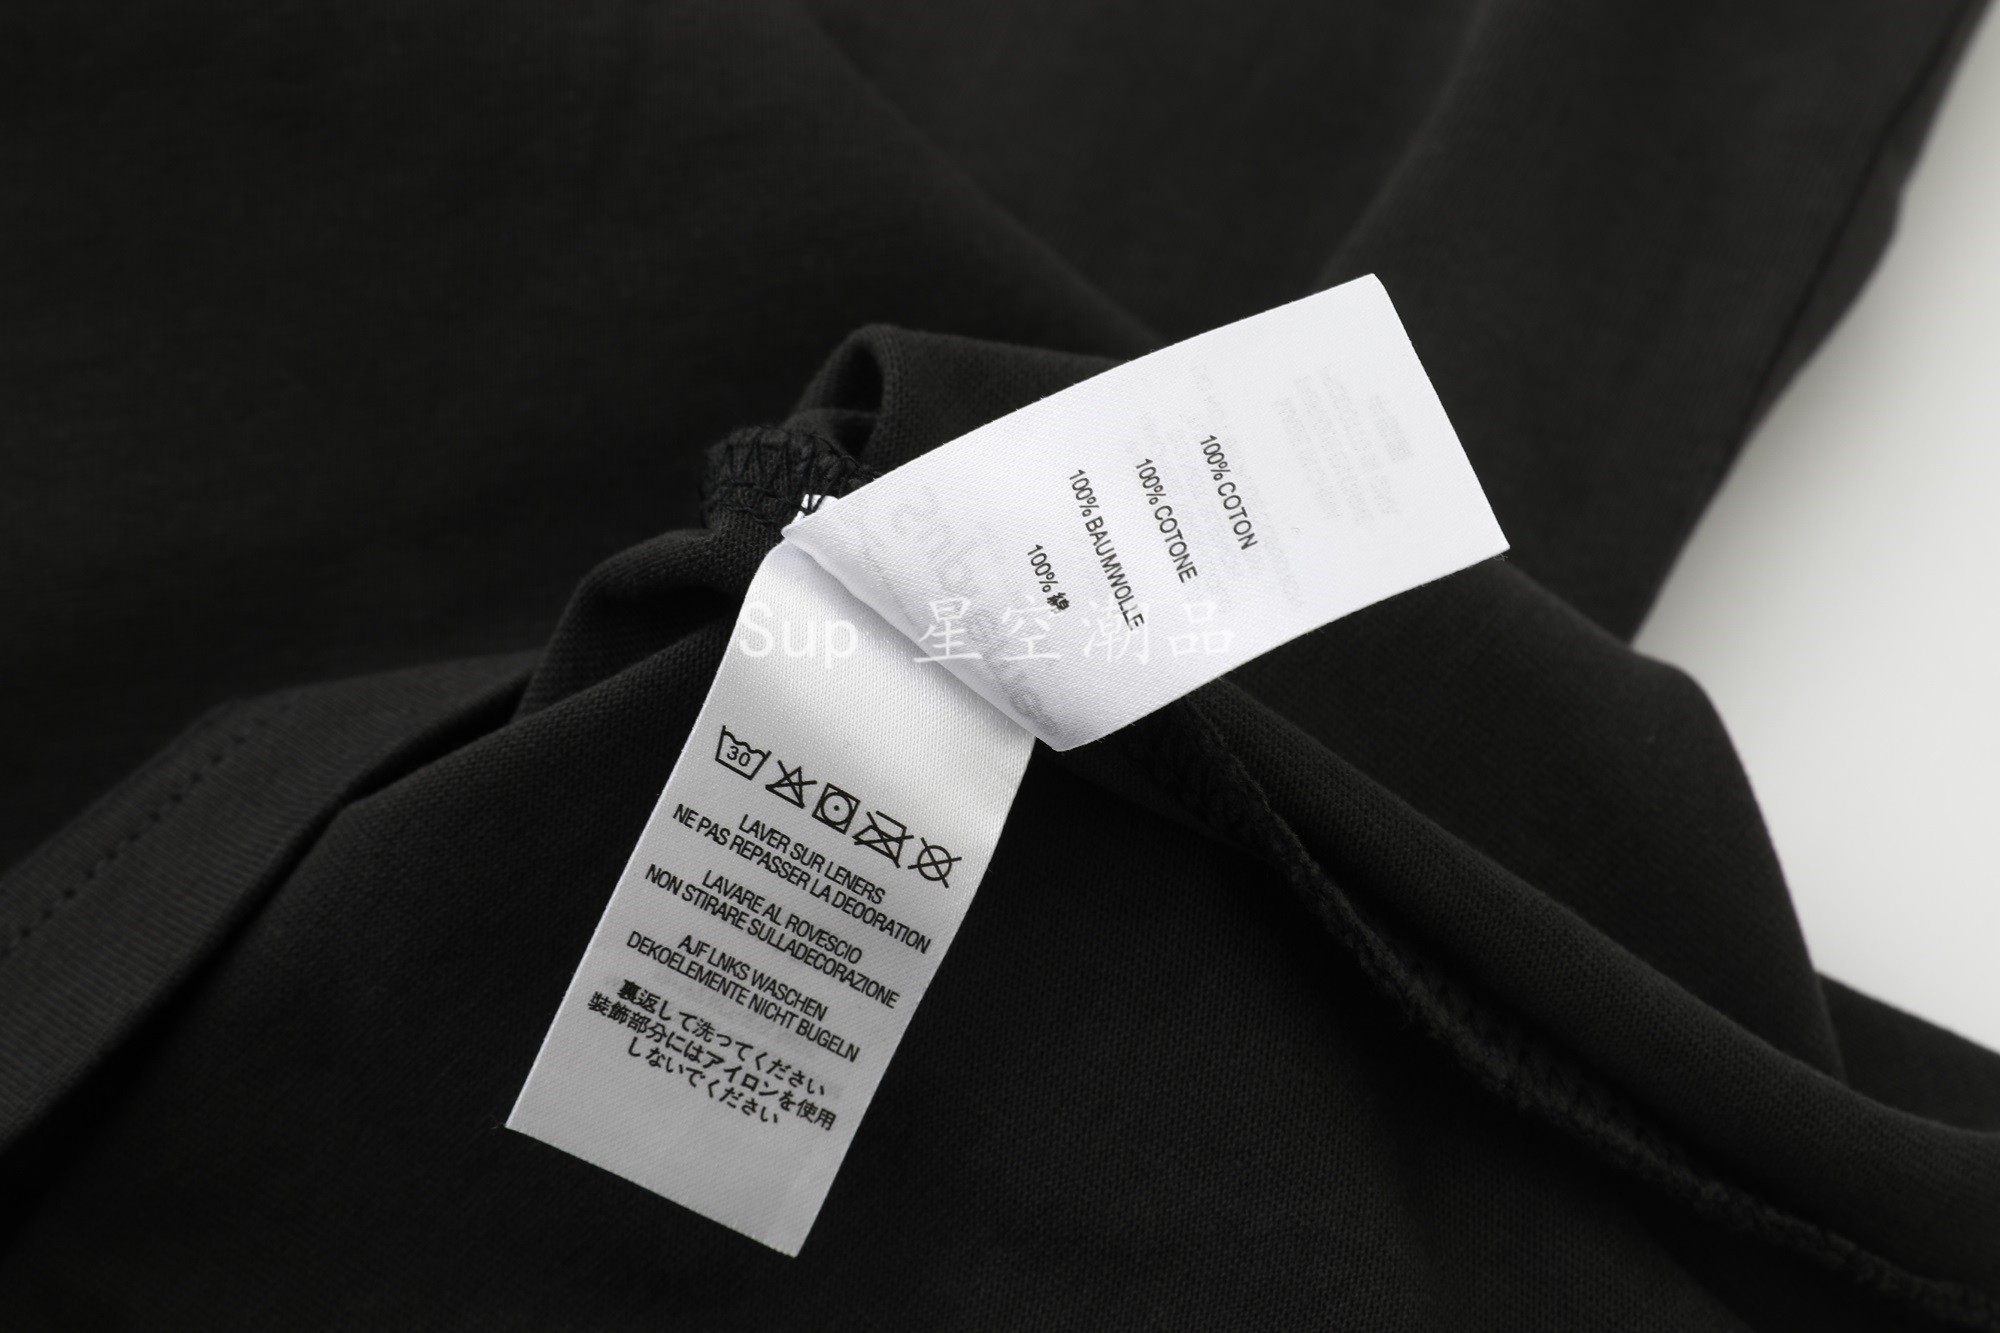 100% COTON
100% COTONE
100% BAUMWOLLE
100% 綿
Sup 星空潮品
30
LAVER SUR LENERS
NE PAS REPASSER LA DEOORATION
LAVARE AL ROVESCIO
NON STIRARE SULLADECORAZIONE
AJF LNKS WASCHEN
DEKOELEMENTE NICHT BUGELN
裏返して洗ってください
装飾部分にはアイロンを使用
しないでください